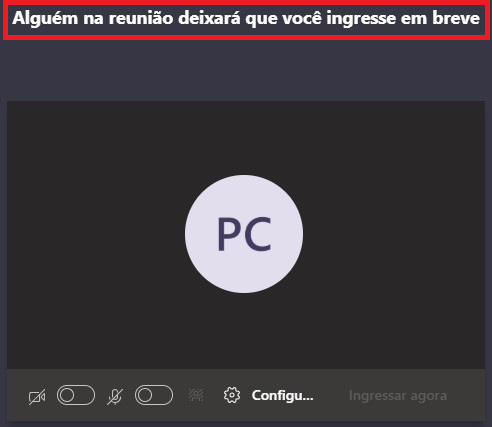 Alguém na reunião deixará que você ingresse em breve
PC
Configu... Ingressar agora